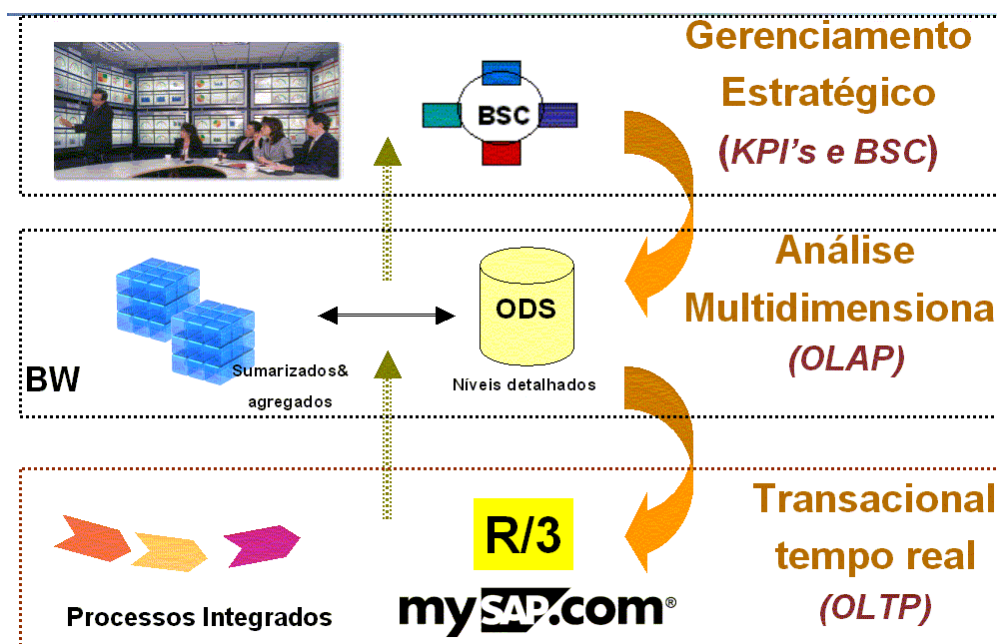 Gerenciamento
Estratégico
(KPI's e BSC)
BSC
Análise
Multidimensiona
(OLAP)
ODS
BW
Sumarizados&
agregados
Níveis detalhados
Transacional
tempo real
(OLTP)
R/3
Processos Integrados
mySAP.com®